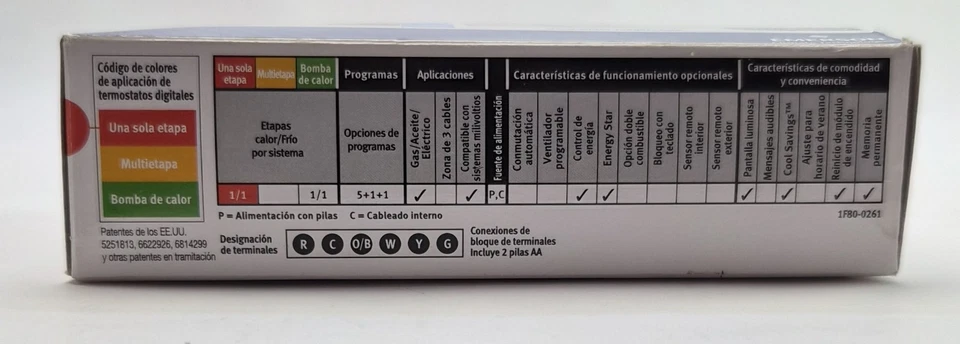 Código de colores
de aplicación de
termostatos digitales
Una sola etapa
Multietapa
Bomba de calor
Patentes de los EE.UU.
5251813, 6622926, 6814299
y otras patentes en tramitación
Una sola
etapa
Multietapa
Bomba
de calor
Programas
Aplicaciones
Fuente de alimentación
Características de funcionamiento opcionales
Características de comodidad
y conveniencia
Etapas
calor/Frío
por sistema
Opciones de
programas
Gas/Aceite/
Eléctrico
Zona de 3 cables
Compatible con
sistemas milivoltios
Conmutación
automática
Ventilador
programable
Control de
energía
Energy Star
Opción doble
combustible
Bloqueo con
teclado
Sensor remoto
interior
Sensor remoto
exterior
Pantalla luminosa
Mensajes audibles
Cool Savings™
Ajuste para
horario de verano
Reinicio de módulo
de encendido
Memoria
permanente
1/1 1/1 5+1+1 ✓ ✓ P,C ✓ ✓ ✓ ✓ ✓ ✓
P = Alimentación con pilas C = Cableado interno
1F80-0261
Designación
de terminales
R C O/B W Y G
Conexiones de
bloque de terminales
Incluye 2 pilas AA